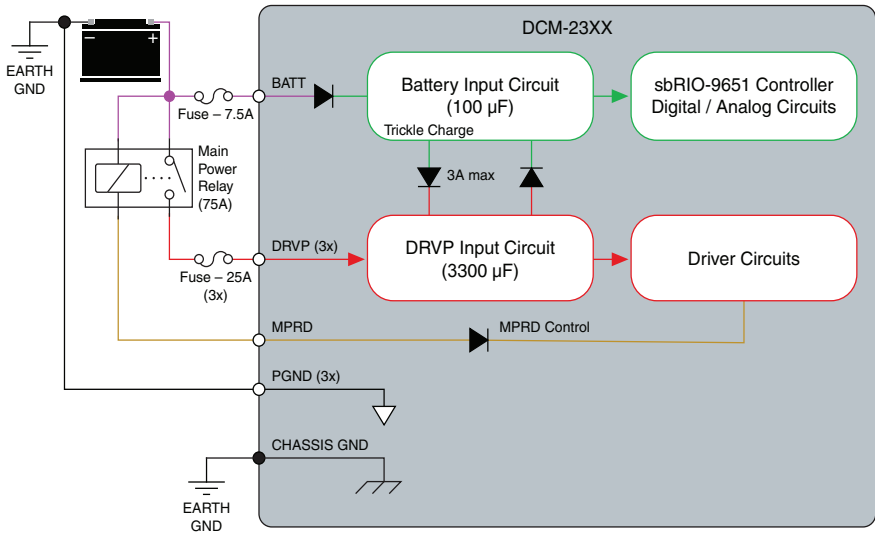 DCM-23XX
− +
EARTH
GND
BATT
Fuse – 7.5A
Battery Input Circuit
(100 µF)
Trickle Charge
sbRIO-9651 Controller
Digital / Analog Circuits
Main
Power
Relay
(75A)
3A max
DRVP (3x)
Fuse – 25A
(3x)
DRVP Input Circuit
(3300 µF)
Driver Circuits
MPRD
MPRD Control
PGND (3x)
CHASSIS GND
EARTH
GND